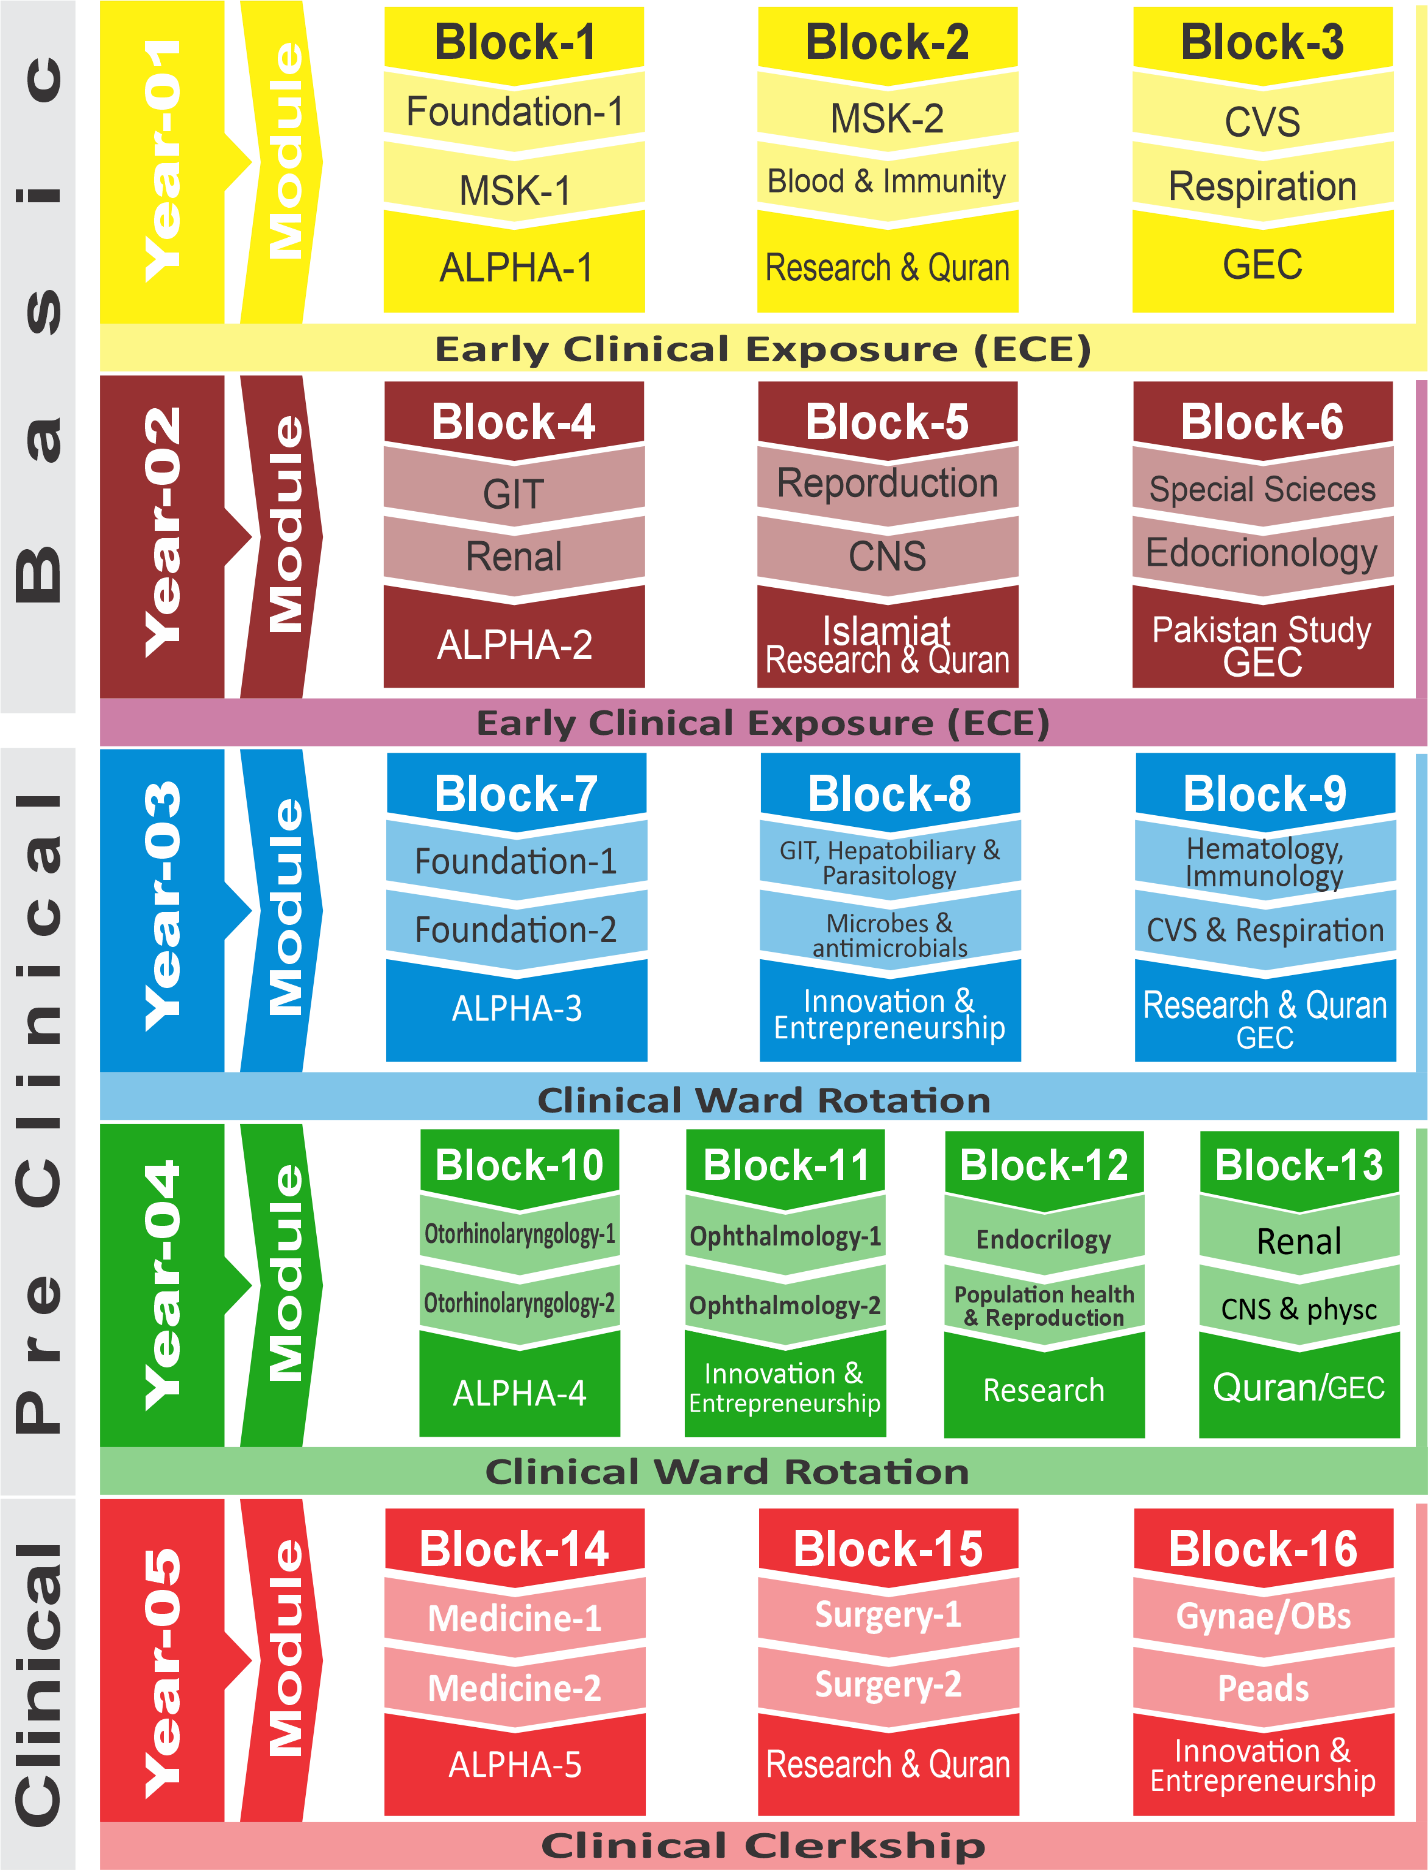 Basic
Year-01
Module
Block-1
Foundation-1
MSK-1
ALPHA-1
Block-2
MSK-2
Blood & Immunity
Research & Quran
Block-3
CVS
Respiration
GEC
Early Clinical Exposure (ECE)
Year-02
Module
Block-4
GIT
Renal
ALPHA-2
Block-5
Reporduction
CNS
Islamiat
Research & Quran
Block-6
Special Scieces
Edocrionology
Pakistan Study
GEC
Early Clinical Exposure (ECE)
Pre Clinical
Year-03
Module
Block-7
Foundation-1
Foundation-2
ALPHA-3
Block-8
GIT, Hepatobiliary &
Parasitology
Microbes &
antimicrobials
Innovation &
Entrepreneurship
Block-9
Hematology,
Immunology
CVS & Respiration
Research & Quran
GEC
Clinical Ward Rotation
Year-04
Module
Block-10
Otorhinolaryngology-1
Otorhinolaryngology-2
ALPHA-4
Block-11
Ophthalmology-1
Ophthalmology-2
Innovation &
Entrepreneurship
Block-12
Endocrilogy
Population health
& Reproduction
Research
Block-13
Renal
CNS & physc
Quran/GEC
Clinical Ward Rotation
Clinical
Year-05
Module
Block-14
Medicine-1
Medicine-2
ALPHA-5
Block-15
Surgery-1
Surgery-2
Research & Quran
Block-16
Gynae/OBs
Peads
Innovation &
Entrepreneurship
Clinical Clerkship